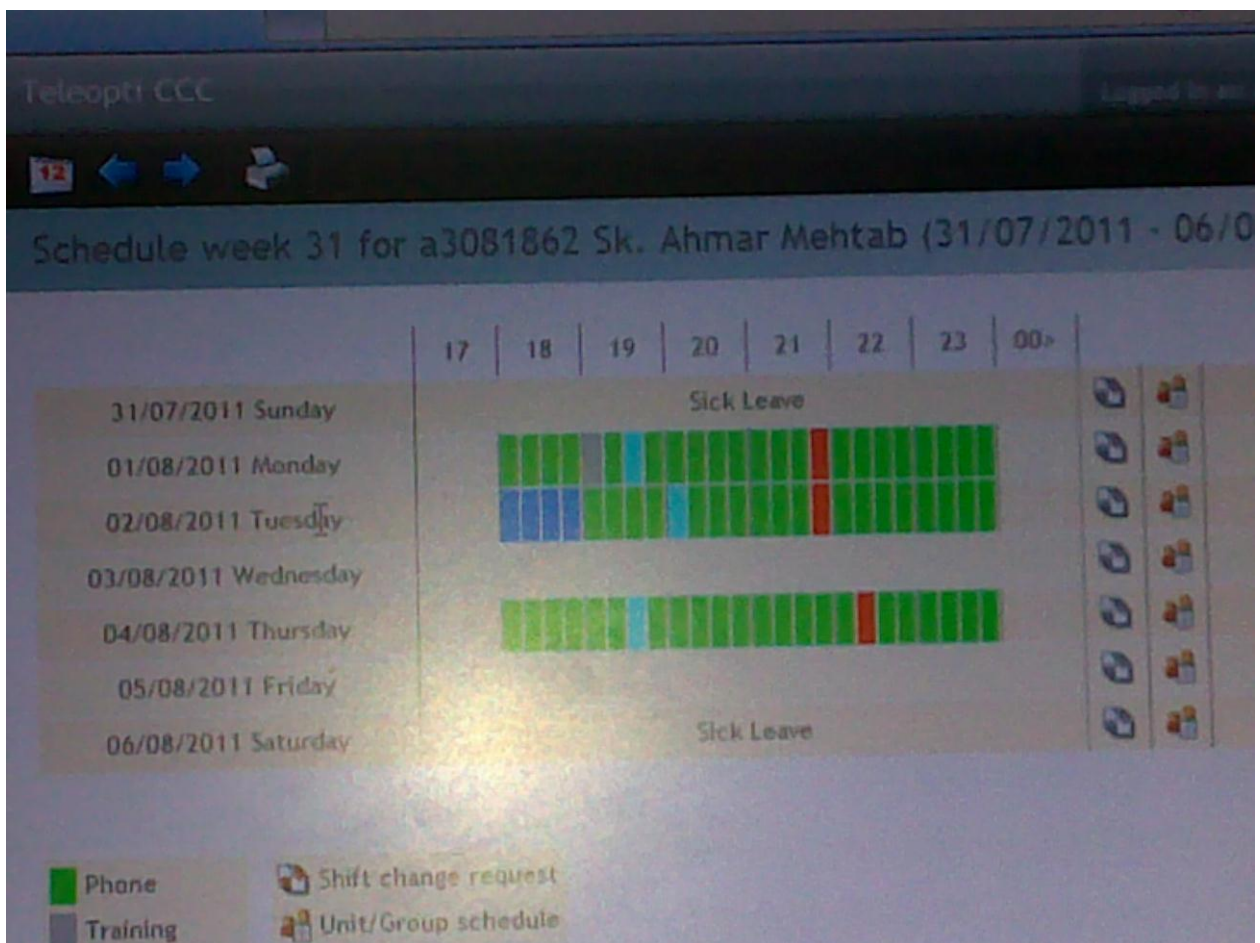 Teleopti CCC
Logged in as:
12
Schedule week 31 for a3081862 Sk. Ahmar Mehtab (31/07/2011 - 06/0
17 18 19 20 21 22 23 00»
31/07/2011 Sunday Sick Leave
01/08/2011 Monday
02/08/2011 Tuesday
03/08/2011 Wednesday
04/08/2011 Thursday
05/08/2011 Friday
06/08/2011 Saturday Sick Leave
Phone Shift change request
Training Unit/Group schedule